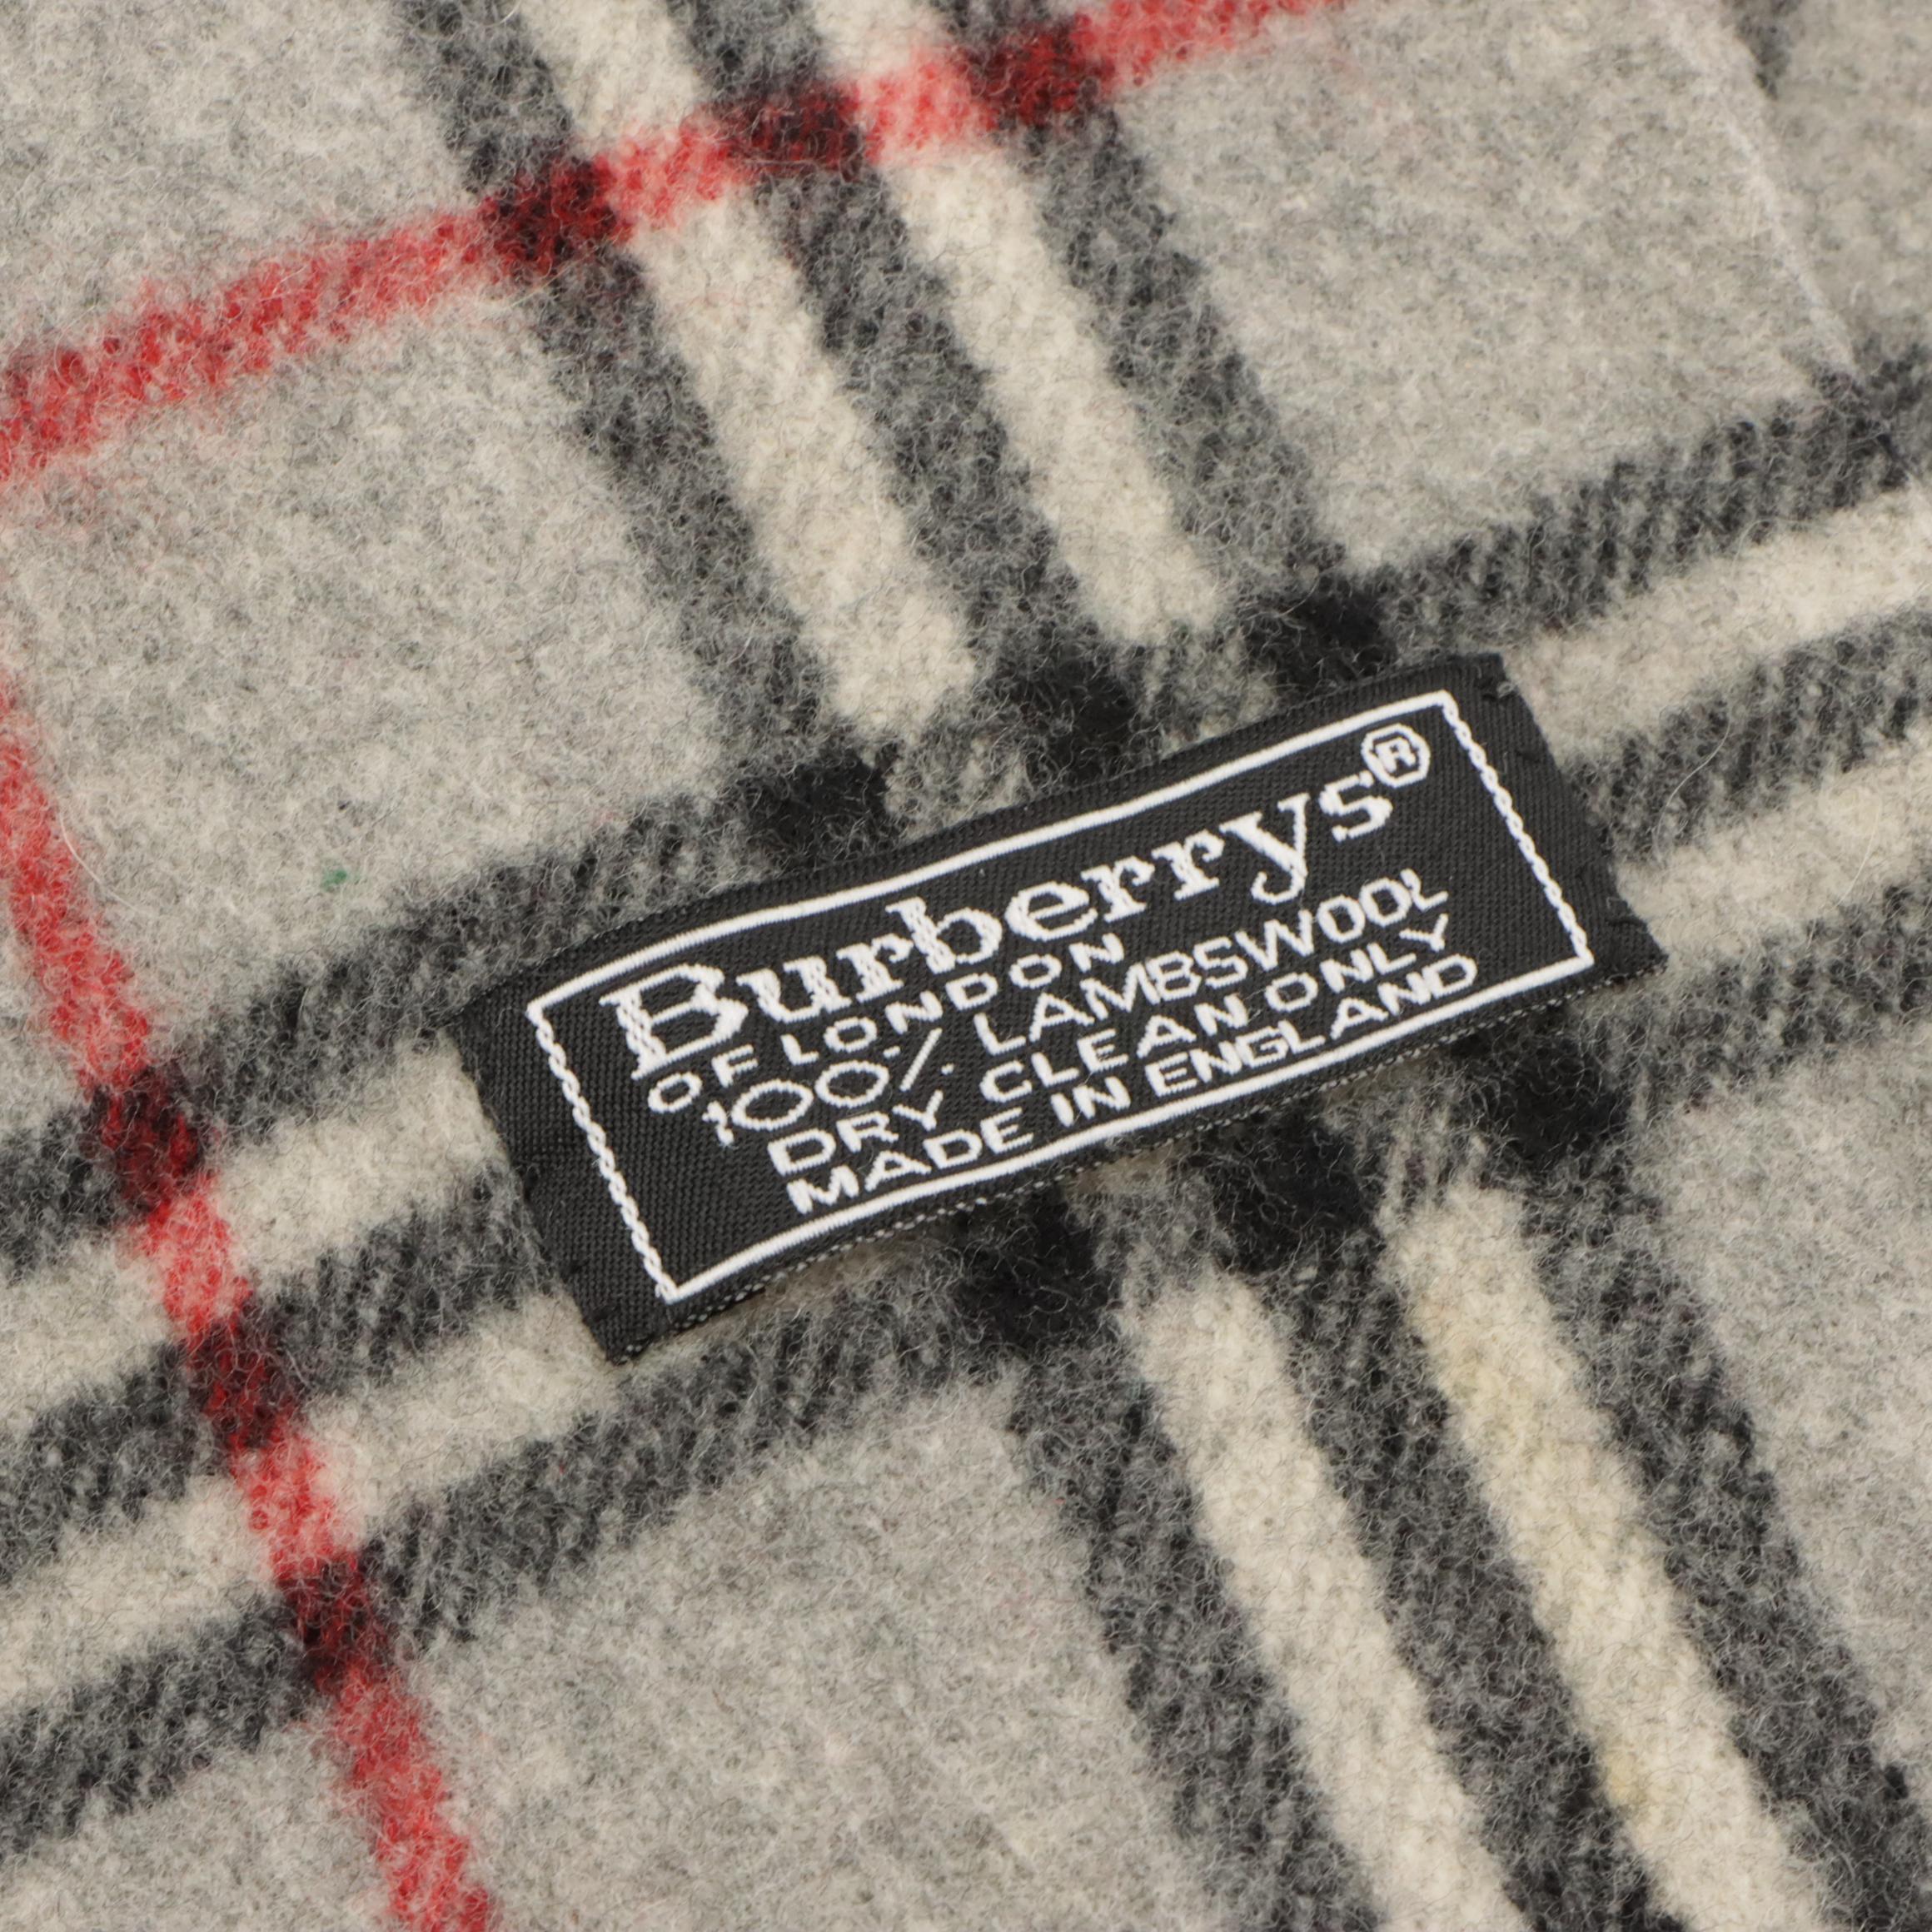 Burberrys®
OF LONDON
100% LAMBSWOOL
DRY CLEAN ONLY
MADE IN ENGLAND